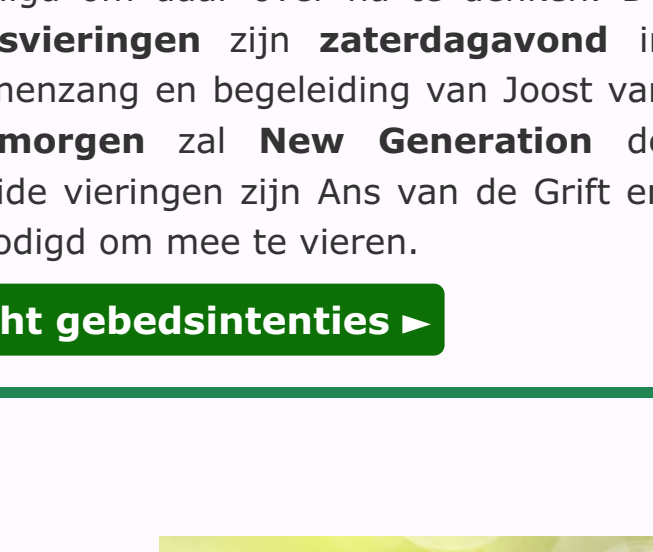 svieringen zijn zaterdagavond i
nenzang en begeleiding van Joost va
morgen zal New Generation d
ide vieringen zijn Ans van de Grift e
odigd om mee te vieren.
ht gebedsintenties ►